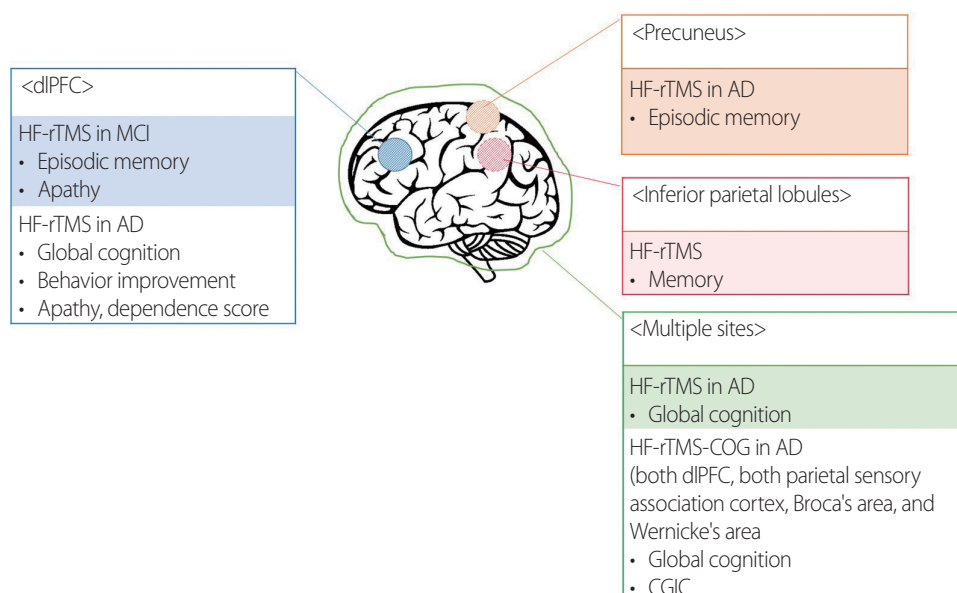 <dlPFC>
HF-rTMS in MCI
• Episodic memory
• Apathy
HF-rTMS in AD
• Global cognition
• Behavior improvement
• Apathy, dependence score
<Precuneus>
HF-rTMS in AD
• Episodic memory
<Inferior parietal lobules>
HF-rTMS
• Memory
<Multiple sites>
HF-rTMS in AD
• Global cognition
HF-rTMS-COG in AD
(both dlPFC, both parietal sensory
association cortex, Broca's area, and
Wernicke's area
• Global cognition
• CGIC